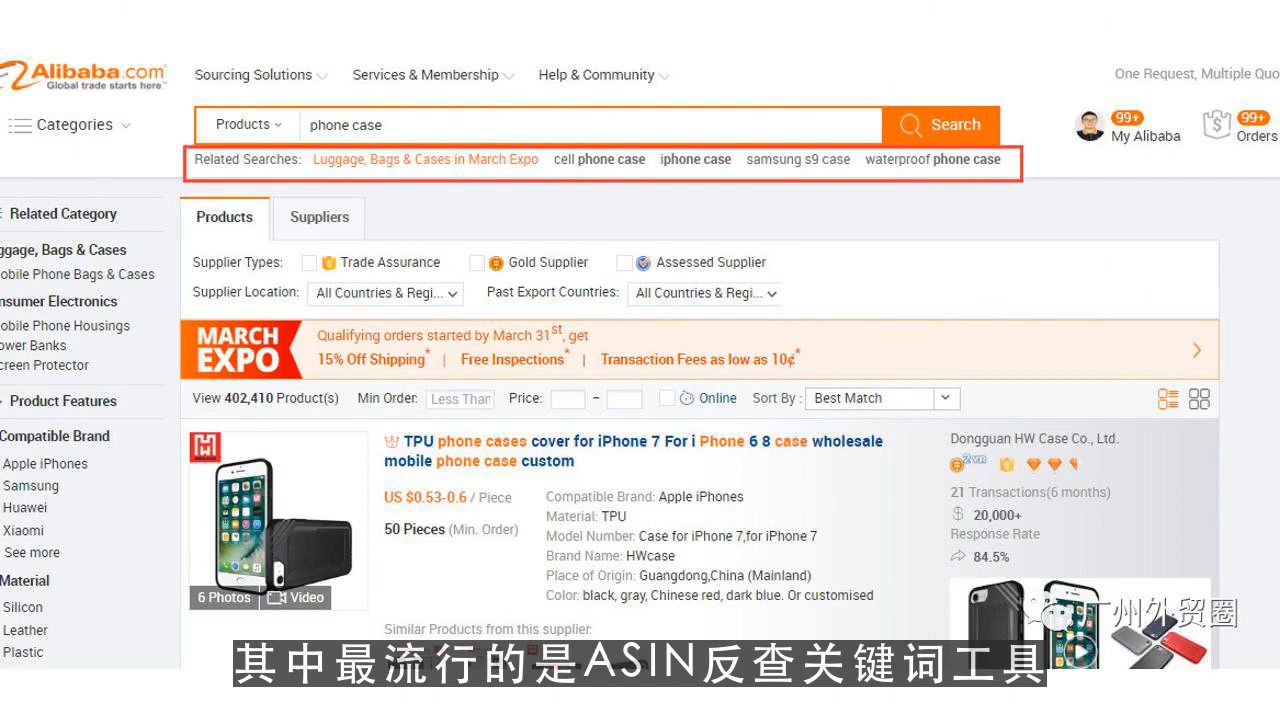 Alibaba.com
Global trade starts here.™
Sourcing Solutions
Services & Membership
Help & Community
One Request, Multiple Quo
Categories
Products
phone case
Search
99+
My Alibaba
99+
Orders
Related Searches: Luggage, Bags & Cases in March Expo cell phone case iphone case samsung s9 case waterproof phone case
Related Category
ggage, Bags & Cases
obile Phone Bags & Cases
nsumer Electronics
obile Phone Housings
ower Banks
creen Protector
Product Features
Compatible Brand
Apple iPhones
Samsung
Huawei
Xiaomi
See more
Material
Silicon
Leather
Plastic
Products
Suppliers
Supplier Types: Trade Assurance Gold Supplier Assessed Supplier
Supplier Location: All Countries & Regi... Past Export Countries: All Countries & Regi...
MARCH
EXPO
Qualifying orders started by March 31st, get
15% Off Shipping* | Free Inspections* | Transaction Fees as low as 10¢*
View 402,410 Product(s) Min Order: Less Than Price: - Online Sort By : Best Match
TPU phone cases cover for iPhone 7 For i Phone 6 8 case wholesale
mobile phone case custom
US $0.53-0.6 / Piece
50 Pieces (Min. Order)
Compatible Brand: Apple iPhones
Material: TPU
Model Number: Case for iPhone 7,for iPhone 7
Brand Name: HWcase
Place of Origin: Guangdong,China (Mainland)
Color: black, gray, Chinese red, dark blue. Or customised
6 Photos
Video
Similar Products from this supplier:
Dongguan HW Case Co., Ltd.
2 YR
21 Transactions(6 months)
20,000+
Response Rate
84.5%
广州外贸圈
其中最流行的是ASIN反查关键词工具